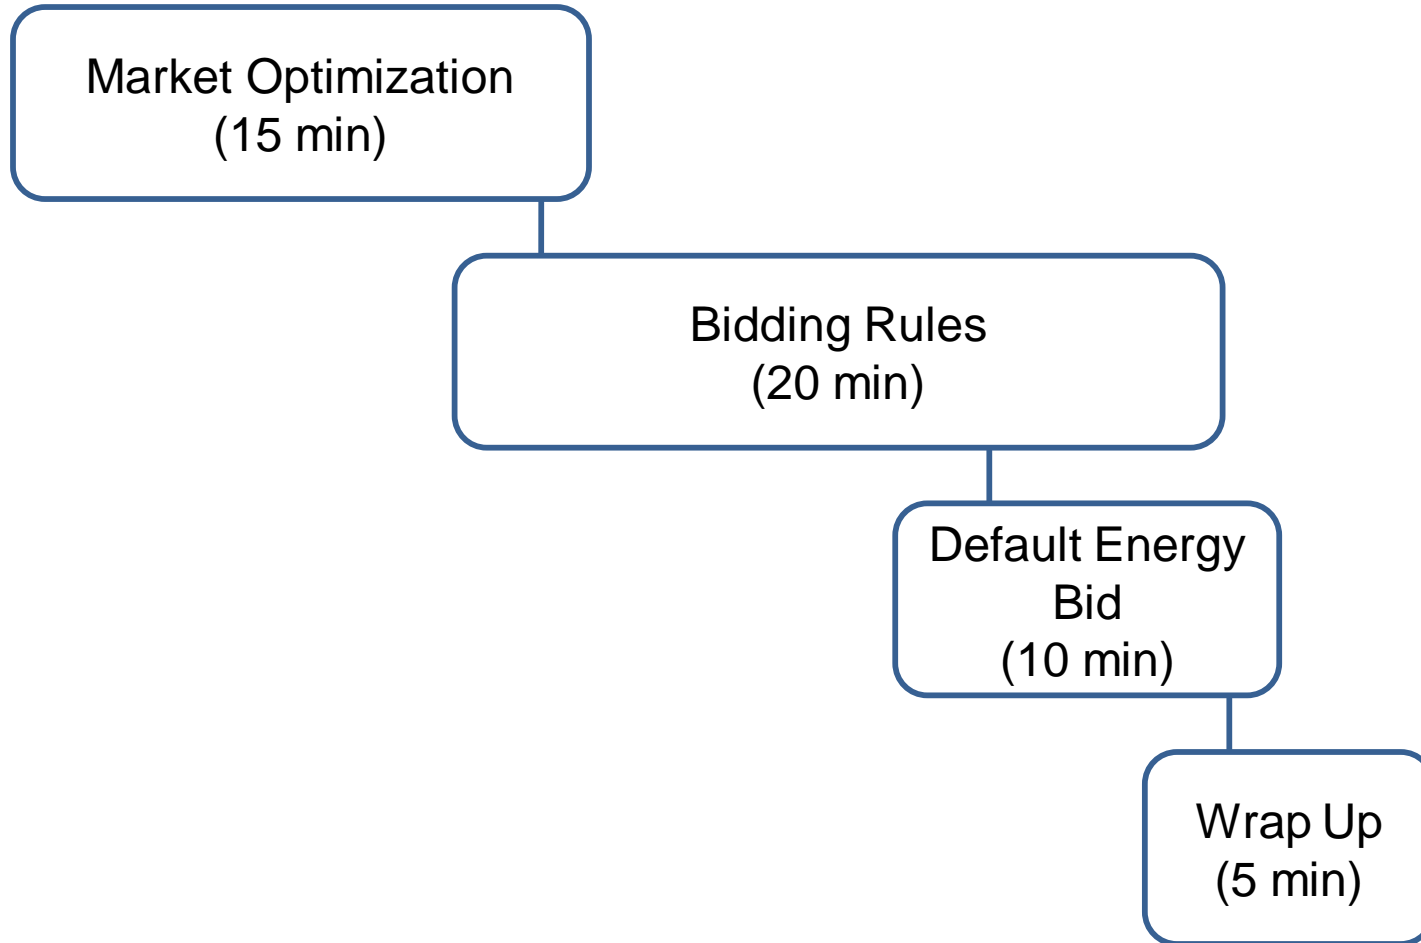 Market Optimization
(15 min)
Bidding Rules
(20 min)
Default Energy
Bid
(10 min)
Wrap Up
(5 min)